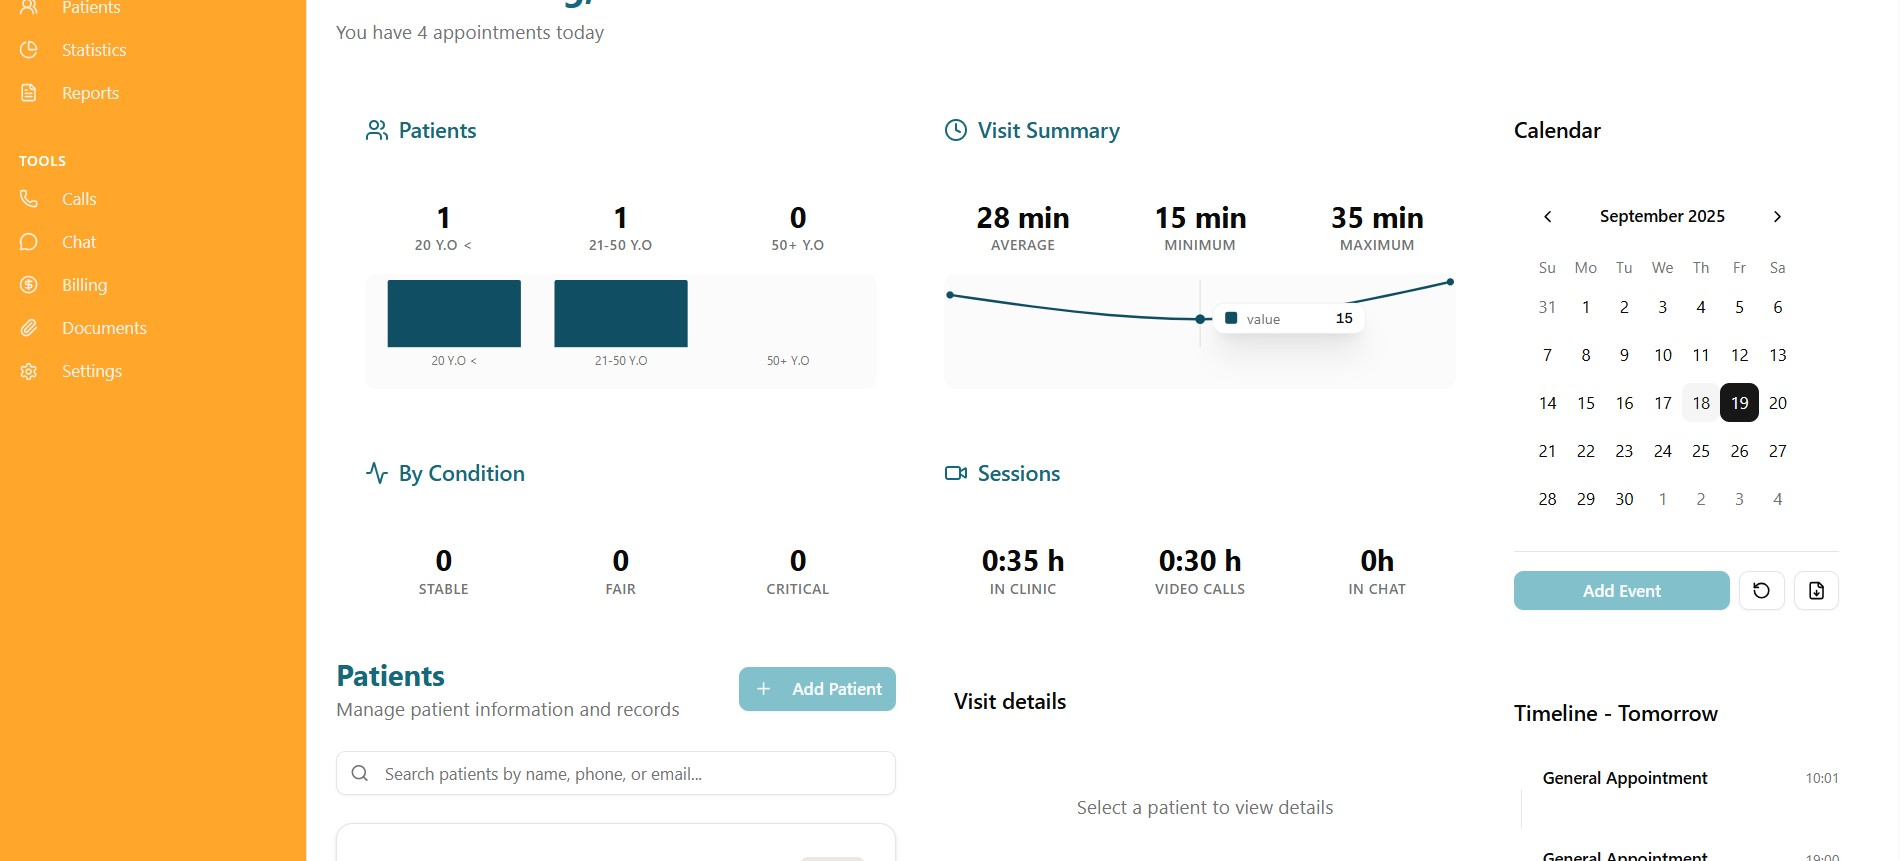 Patients
Statistics
Reports
TOOLS
Calls
Chat
Billing
Documents
Settings
You have 4 appointments today
Patients
1
20 Y.O <
1
21-50 Y.O
0
50+ Y.O
20 Y.O <
21-50 Y.O
50+ Y.O
Visit Summary
28 min
AVERAGE
15 min
MINIMUM
35 min
MAXIMUM
value 15
By Condition
0
STABLE
0
FAIR
0
CRITICAL
Sessions
0:35 h
IN CLINIC
0:30 h
VIDEO CALLS
0h
IN CHAT
Patients
Manage patient information and records
Add Patient
Search patients by name, phone, or email...
Visit details
Select a patient to view details
Calendar
September 2025
Su Mo Tu We Th Fr Sa
31 1 2 3 4 5 6
7 8 9 10 11 12 13
14 15 16 17 18 19 20
21 22 23 24 25 26 27
28 29 30 1 2 3 4
Add Event
Timeline - Tomorrow
General Appointment 10:01
General Appointment 19:00